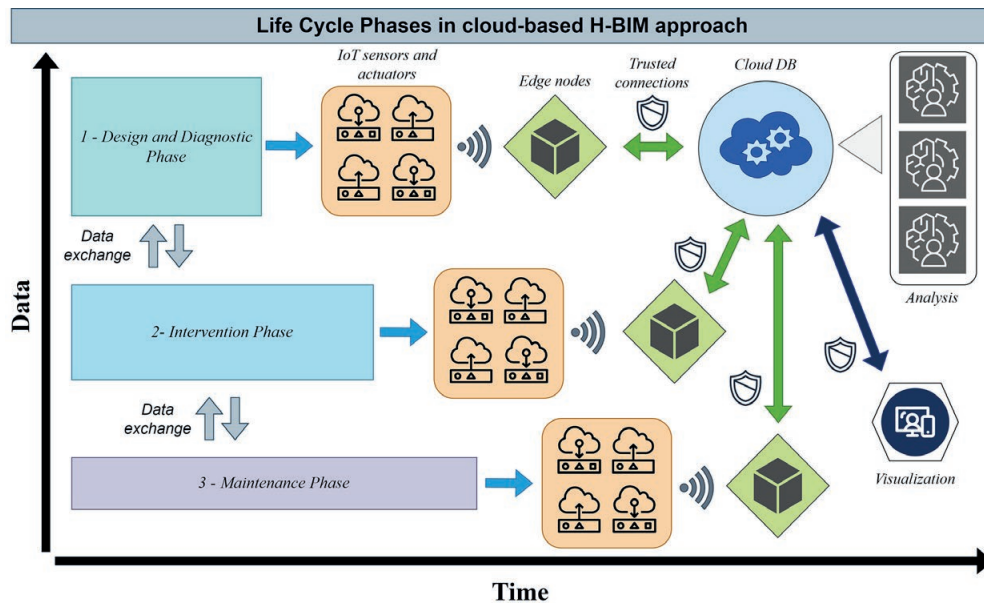 Life Cycle Phases in cloud-based H-BIM approach
IoT sensors and
actuators
Edge nodes
Trusted
connections
Cloud DB
1 - Design and Diagnostic
Phase
Data
exchange
Analysis
2- Intervention Phase
Data
exchange
3 - Maintenance Phase
Visualization
Data
Time